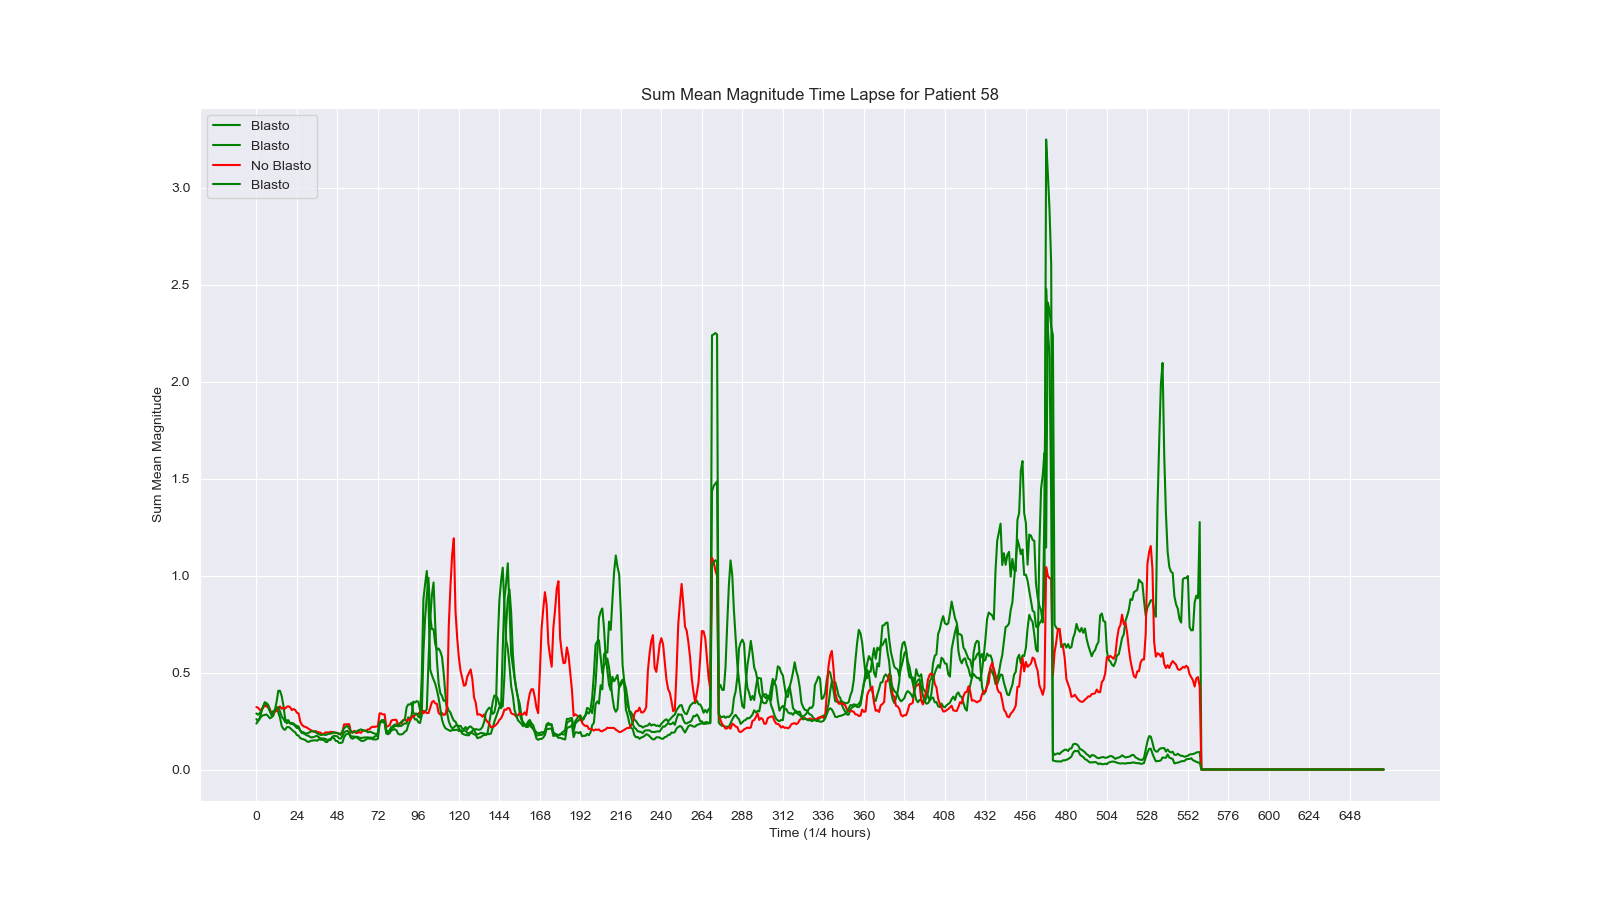 Sum Mean Magnitude Time Lapse for Patient 58
Blasto
Blasto
No Blasto
Blasto
3.0
2.5
2.0
1.5
1.0
0.5
0.0
Sum Mean Magnitude
0 24 48 72 96 120 144 168 192 216 240 264 288 312 336 360 384 408 432 456 480 504 528 552 576 600 624 648
Time (1/4 hours)